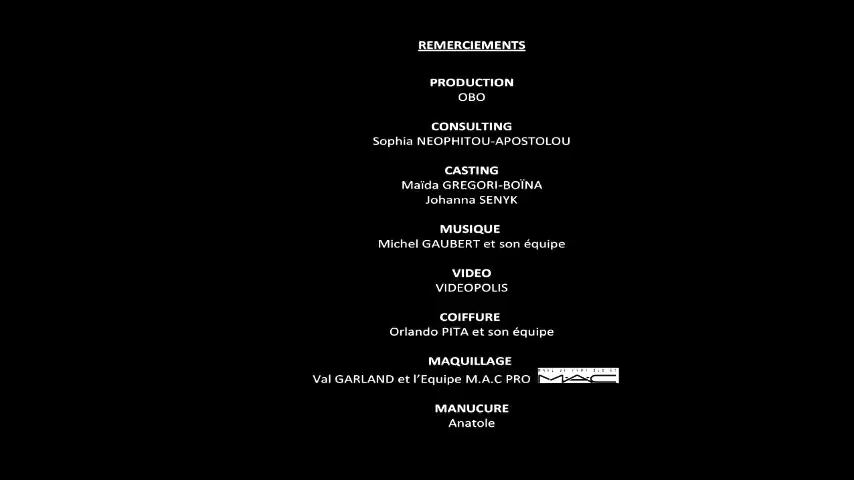 REMERCIEMENTS
PRODUCTION
OBO
CONSULTING
Sophia NEOPHITOU-APOSTOLOU
CASTING
Maïda GREGORI-BOÏNA
Johanna SENYK
MUSIQUE
Michel GAUBERT et son équipe
VIDEO
VIDEOPOLIS
COIFFURE
Orlando PITA et son équipe
MAQUILLAGE
Val GARLAND et l'Equipe M.A.C PRO MAC
MANUCURE
Anatole